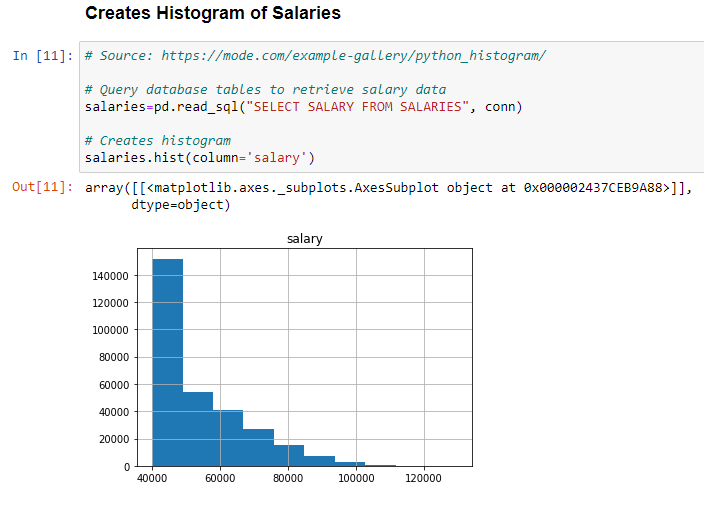 Creates Histogram of Salaries
In [11]: # Source: https://mode.com/example-gallery/python_histogram/
# Query database tables to retrieve salary data
salaries=pd.read_sql("SELECT SALARY FROM SALARIES", conn)
# Creates histogram
salaries.hist(column='salary')
Out[11]: array([[<matplotlib.axes._subplots.AxesSubplot object at 0x000002437CEB9A88>]],
dtype=object)
salary
140000
120000
100000
80000
60000
40000
20000
0
40000 60000 80000 100000 120000